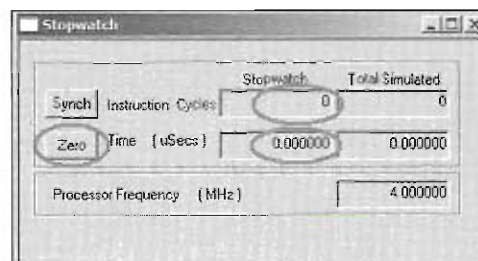 Stopwatch
Stopwatch Total Simulated
Synch Instruction Cycles 0 0
Zero Time (uSecs) 0.000000 0.000000
Processor Frequency (MHz) 4.000000